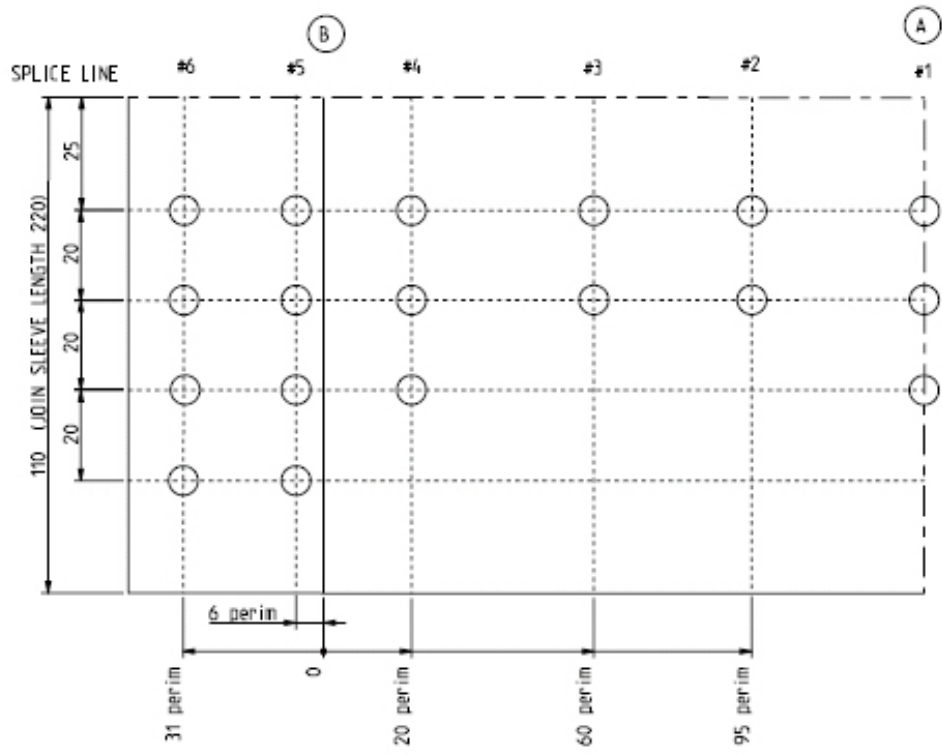 B
A
#6
#5
#4
#3
#2
#1
SPLICE LINE
25
20
20
20
110 (JOIN SLEEVE LENGTH 220)
6 perim
31 perim
0
20 perim
60 perim
95 perim